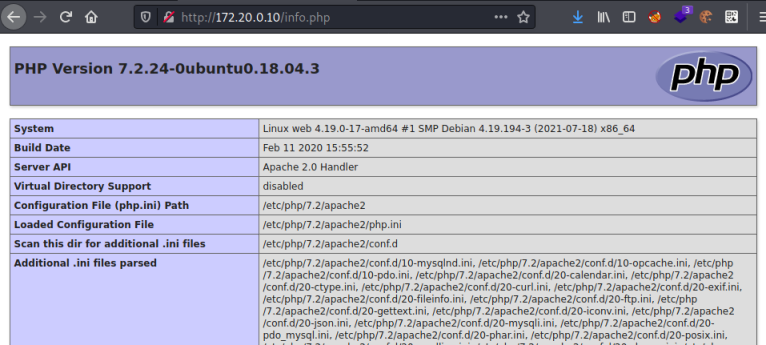 http://172.20.0.10/info.php
3
PHP Version 7.2.24-0ubuntu0.18.04.3
php
System Linux web 4.19.0-17-amd64 #1 SMP Debian 4.19.194-3 (2021-07-18) x86_64
Build Date Feb 11 2020 15:55:52
Server API Apache 2.0 Handler
Virtual Directory Support disabled
Configuration File (php.ini) Path /etc/php/7.2/apache2
Loaded Configuration File /etc/php/7.2/apache2/php.ini
Scan this dir for additional .ini files /etc/php/7.2/apache2/conf.d
Additional .ini files parsed /etc/php/7.2/apache2/conf.d/10-mysqlnd.ini, /etc/php/7.2/apache2/conf.d/10-opcache.ini, /etc/php
/7.2/apache2/conf.d/10-pdo.ini, /etc/php/7.2/apache2/conf.d/20-calendar.ini, /etc/php/7.2/apache2
/conf.d/20-ctype.ini, /etc/php/7.2/apache2/conf.d/20-curl.ini, /etc/php/7.2/apache2/conf.d/20-exif.ini,
/etc/php/7.2/apache2/conf.d/20-fileinfo.ini, /etc/php/7.2/apache2/conf.d/20-ftp.ini, /etc/php
/7.2/apache2/conf.d/20-gettext.ini, /etc/php/7.2/apache2/conf.d/20-iconv.ini, /etc/php/7.2/apache2
/conf.d/20-json.ini, /etc/php/7.2/apache2/conf.d/20-mysqli.ini, /etc/php/7.2/apache2/conf.d/20-
pdo_mysql.ini, /etc/php/7.2/apache2/conf.d/20-phar.ini, /etc/php/7.2/apache2/conf.d/20-posix.ini,